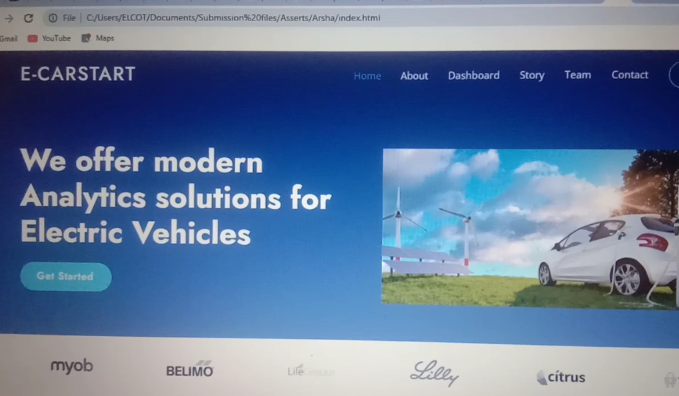 File C:/Users/ELCOT/Documents/Submission%20files/Asserts/Arsha/index.html
Gmail YouTube Maps
E-CARSTART Home About Dashboard Story Team Contact
We offer modern
Analytics solutions for
Electric Vehicles
Get Started
myob BELIMO Life Lilly citrus